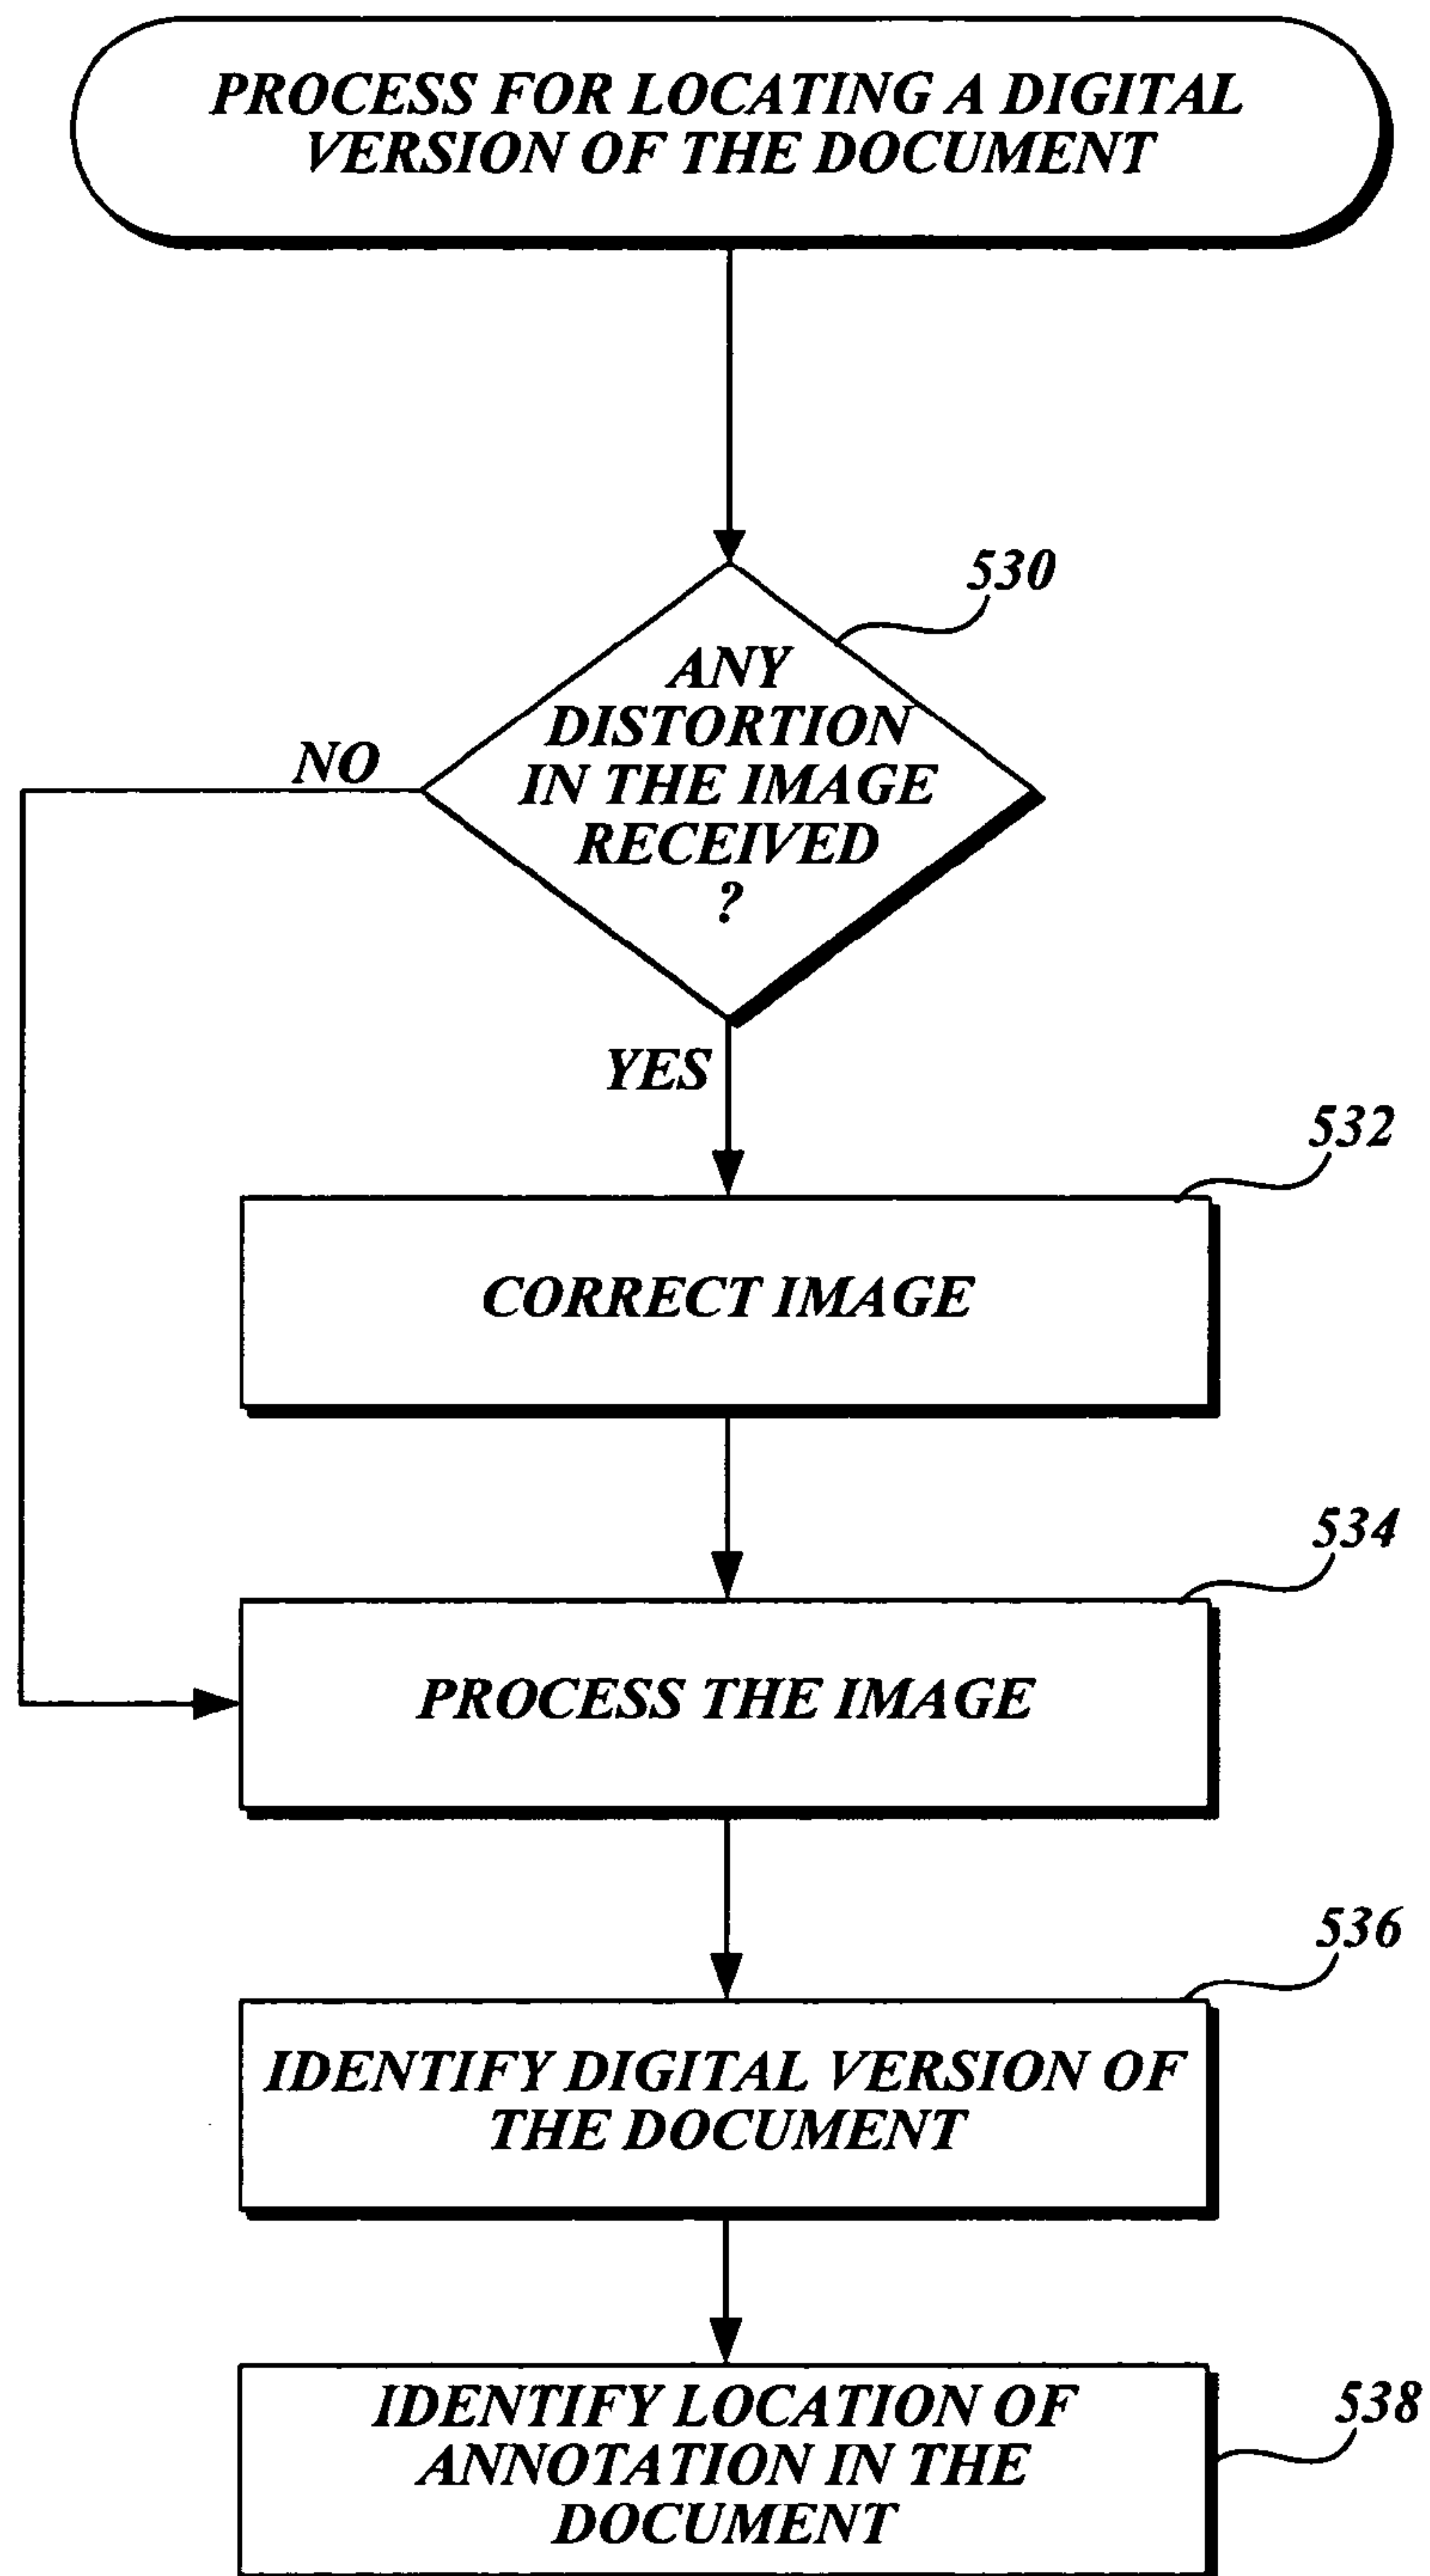 PROCESS FOR LOCATING A DIGITAL
VERSION OF THE DOCUMENT
530
ANY
DISTORTION
IN THE IMAGE
RECEIVED
?
NO
YES
532
CORRECT IMAGE
534
PROCESS THE IMAGE
536
IDENTIFY DIGITAL VERSION OF
THE DOCUMENT
538
IDENTIFY LOCATION OF
ANNOTATION IN THE
DOCUMENT